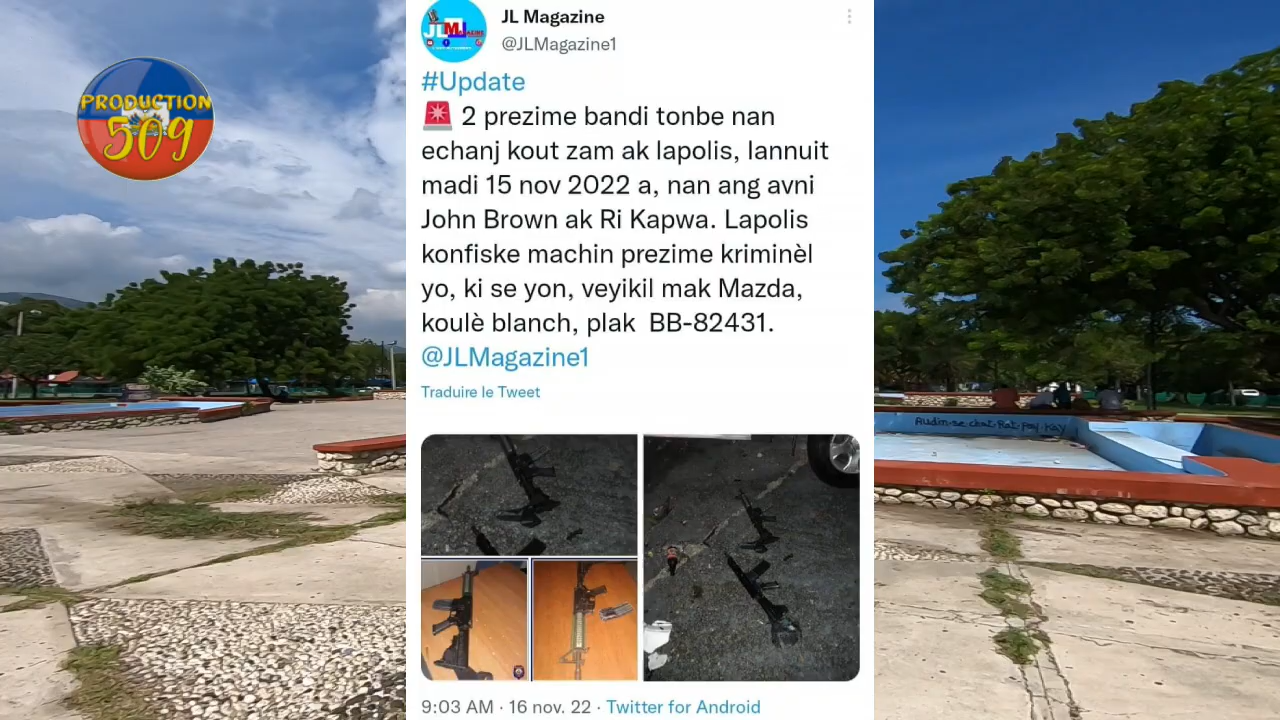 PRODUCTION
509
JL Magazine
@JLMagazine1
#Update
🚨 2 prezime bandi tonbe nan
echanj kout zam ak lapolis, lannuit
madi 15 nov 2022 a, nan ang avni
John Brown ak Ri Kapwa. Lapolis
konfiske machin prezime kriminèl
yo, ki se yon, veyikil mak Mazda,
koulè blanch, plak BB-82431.
@JLMagazine1
Traduire le Tweet
9:03 AM · 16 nov. 22 · Twitter for Android